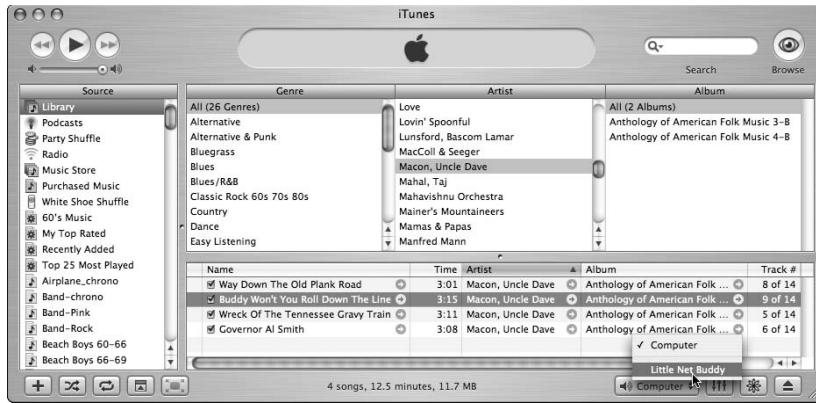 iTunes
Search
Browse
Source
Library
Podcasts
Party Shuffle
Radio
Music Store
Purchased Music
White Shoe Shuffle
60's Music
My Top Rated
Recently Added
Top 25 Most Played
Airplane_chrono
Band-chrono
Band-Pink
Band-Rock
Beach Boys 60-66
Beach Boys 66-69
Genre
All (26 Genres)
Alternative
Alternative & Punk
Bluegrass
Blues
Blues/R&B
Classic Rock 60s 70s 80s
Country
Dance
Easy Listening
Artist
Love
Lovin' Spoonful
Lunsford, Bascom Lamar
MacColl & Seeger
Macon, Uncle Dave
Mahal, Taj
Mahavishnu Orchestra
Mainer's Mountaineers
Mamas & Papas
Manfred Mann
Album
All (2 Albums)
Anthology of American Folk Music 3-B
Anthology of American Folk Music 4-B
Name Time Artist Album Track #
Way Down The Old Plank Road 3:01 Macon, Uncle Dave Anthology of American Folk ... 8 of 14
Buddy Won't You Roll Down The Line 3:15 Macon, Uncle Dave Anthology of American Folk ... 9 of 14
Wreck Of The Tennessee Gravy Train 3:11 Macon, Uncle Dave Anthology of American Folk ... 5 of 14
Governor Al Smith 3:08 Macon, Uncle Dave Anthology of American Folk ... 6 of 14
Computer
Little Net Buddy
4 songs, 12.5 minutes, 11.7 MB
Computer